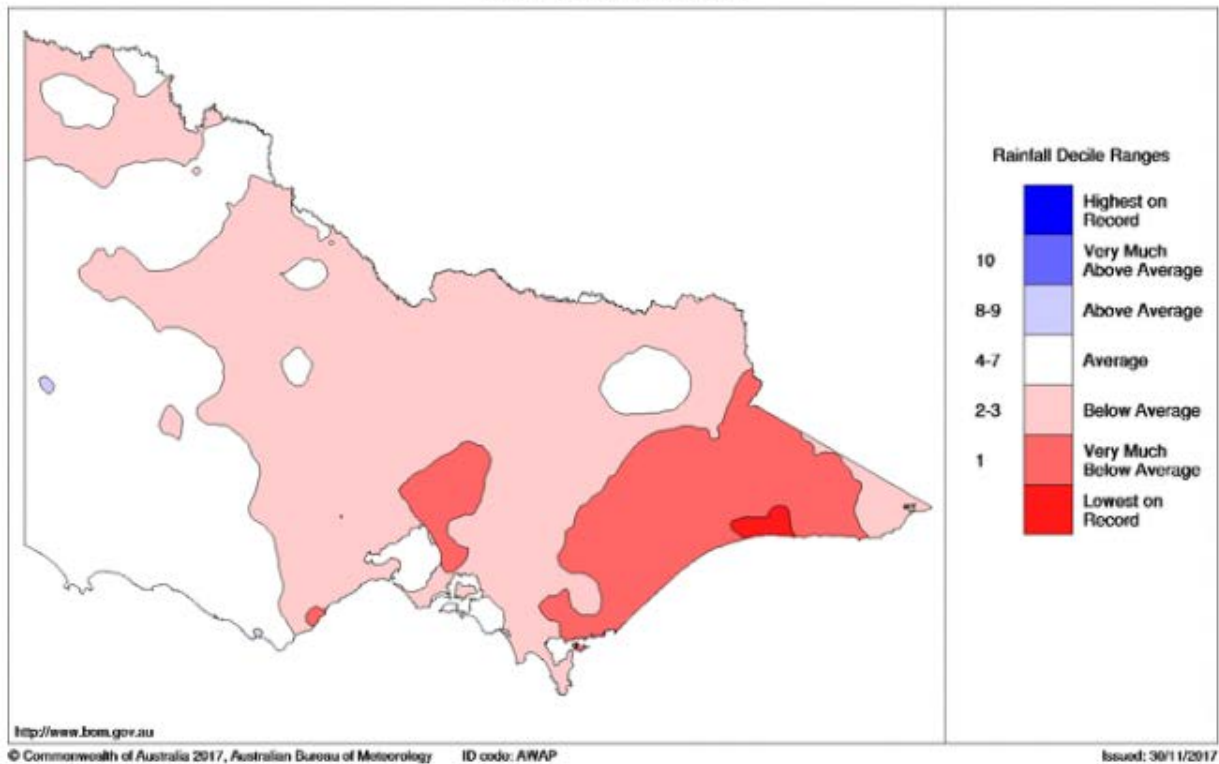 Rainfall Decile Ranges
Highest on
Record
10
Very Much
Above Average
8-9
Above Average
4-7
Average
2-3
Below Average
1
Very Much
Below Average
Lowest on
Record
http://www.bom.gov.au
© Commonwealth of Australia 2017, Australian Bureau of Meteorology
ID code: AWAP
Issued: 30/11/2017